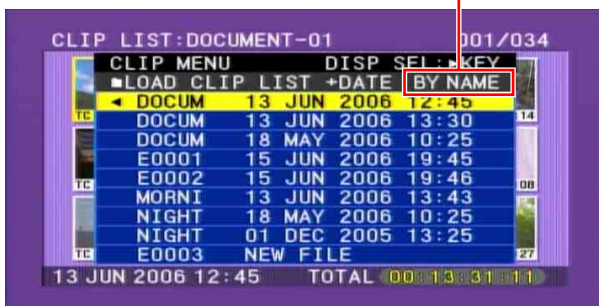 CLIP LIST:DOCUMENT-01 001/034
CLIP MENU DISP SEL:►KEY
LOAD CLIP LIST +DATE BY NAME
◄ DOCUM 13 JUN 2006 12:45
DOCUM 13 JUN 2006 13:30
DOCUM 18 MAY 2006 10:25
E0001 15 JUN 2006 19:45
E0002 15 JUN 2006 19:46
MORNI 13 JUN 2006 13:43
NIGHT 18 MAY 2006 10:25
NIGHT 01 DEC 2005 13:25
E0003 NEW FILE
TC 14
TC 08
TC 27
13 JUN 2006 12:45 TOTAL 00:13:31:11